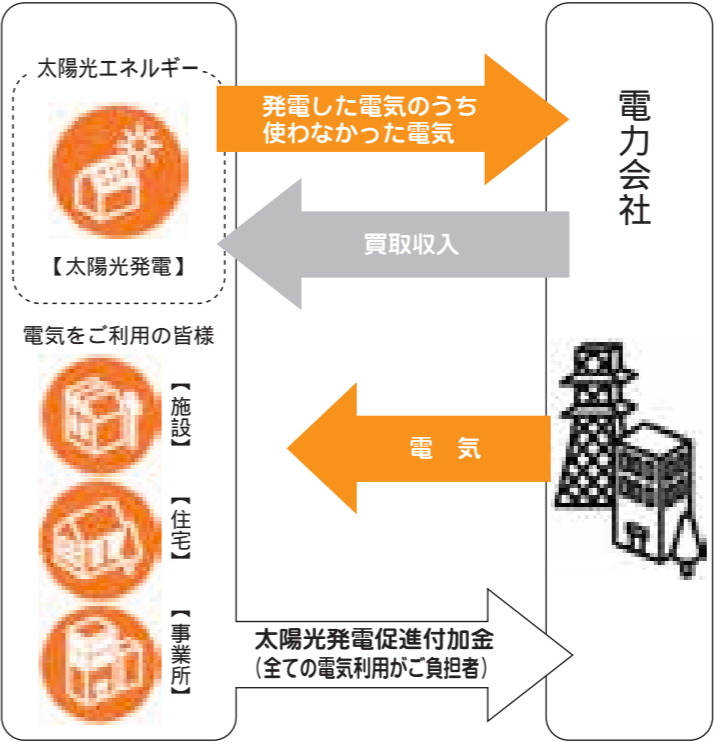 太陽光エネルギー
【太陽光発電】
発電した電気のうち
使わなかった電気
買取収入
電力会社
電気をご利用の皆様
【施設】
【住宅】
【事業所】
電　気
太陽光発電促進付加金
（全ての電気利用がご負担者）